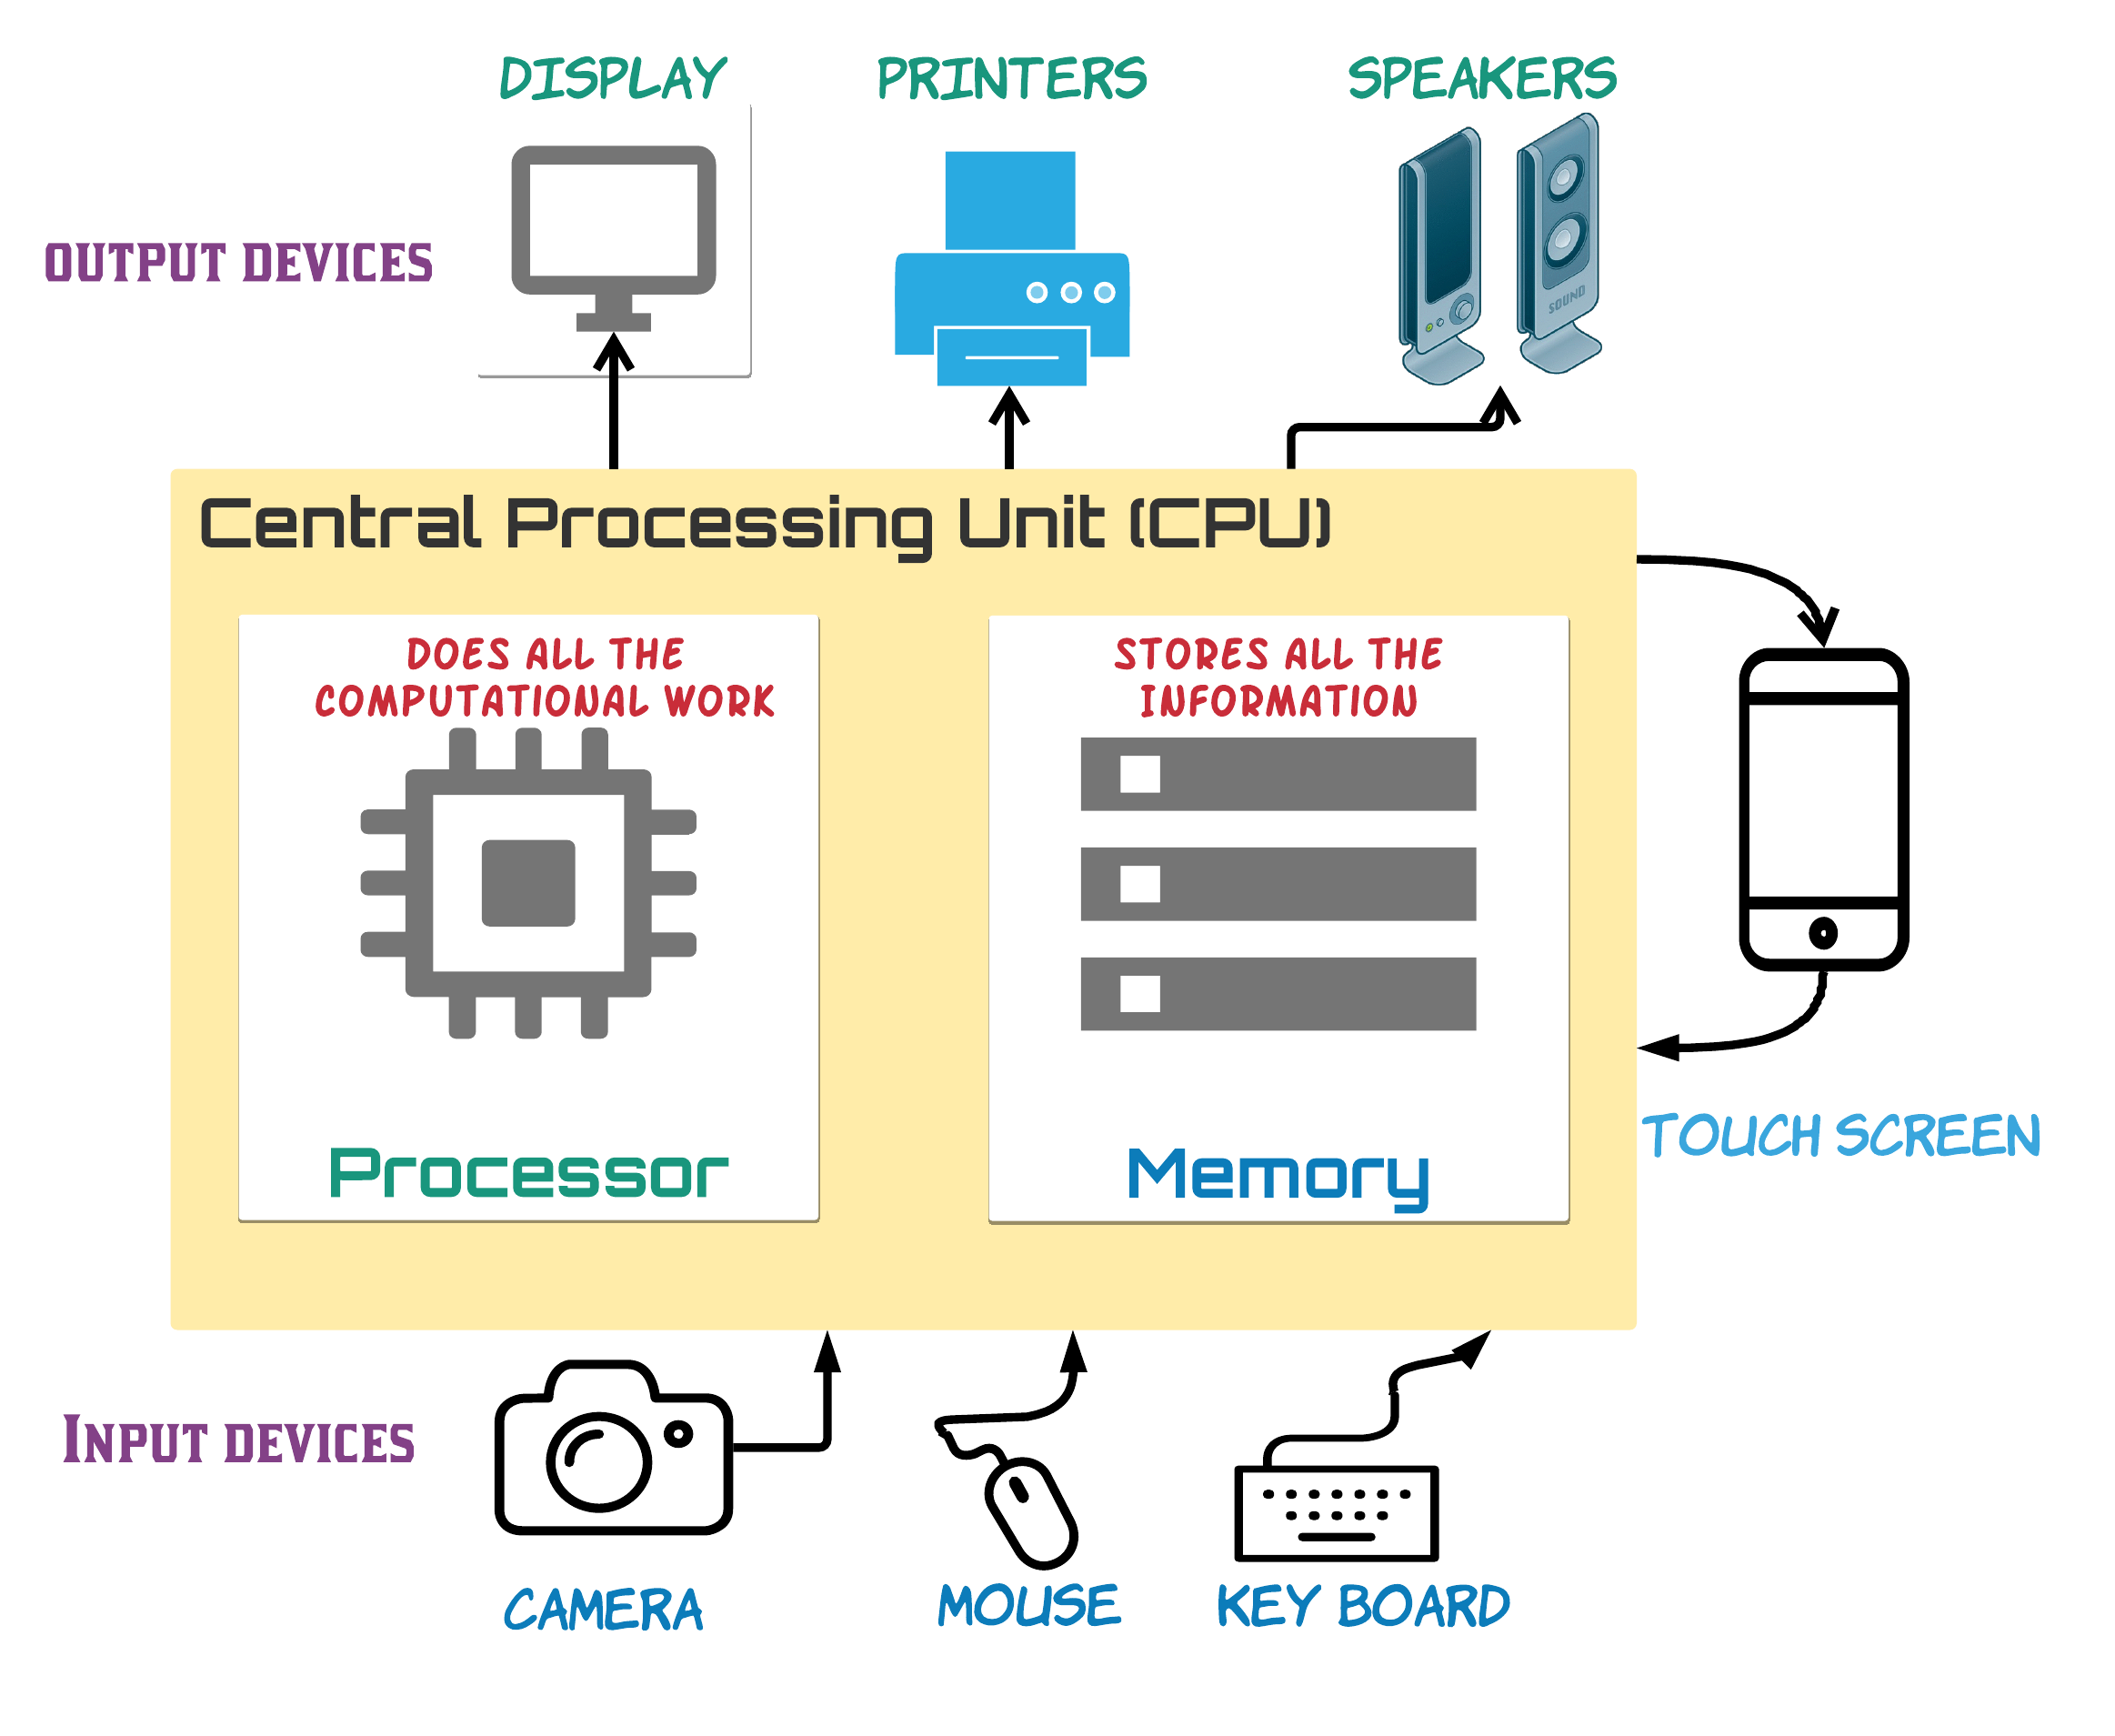 DISPLAY
PRINTERS
SPEAKERS
OUTPUT DEVICES
SOUND
Central Processing Unit (CPU)
DOES ALL THE
COMPUTATIONAL WORK
STORES ALL THE
INFORMATION
Processor
Memory
TOUCH SCREEN
INPUT DEVICES
CAMERA
MOUSE
KEY BOARD